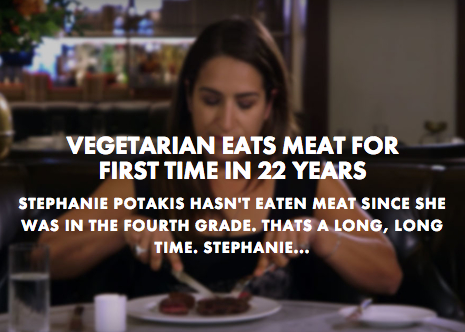 VEGETARIAN EATS MEAT FOR
FIRST TIME IN 22 YEARS
STEPHANIE POTAKIS HASN'T EATEN MEAT SINCE SHE
WAS IN THE FOURTH GRADE. THATS A LONG, LONG
TIME. STEPHANIE...